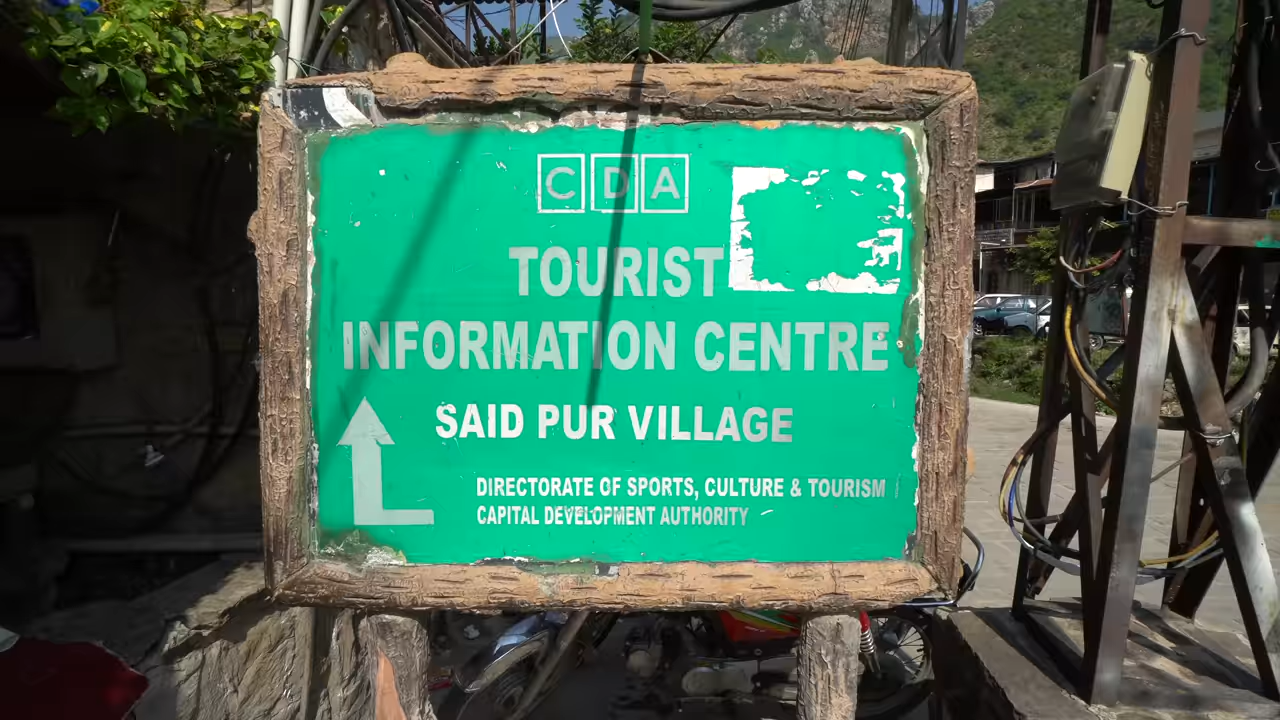 CDA
TOURIST
INFORMATION CENTRE
SAID PUR VILLAGE
DIRECTORATE OF SPORTS, CULTURE & TOURISM
CAPITAL DEVELOPMENT AUTHORITY